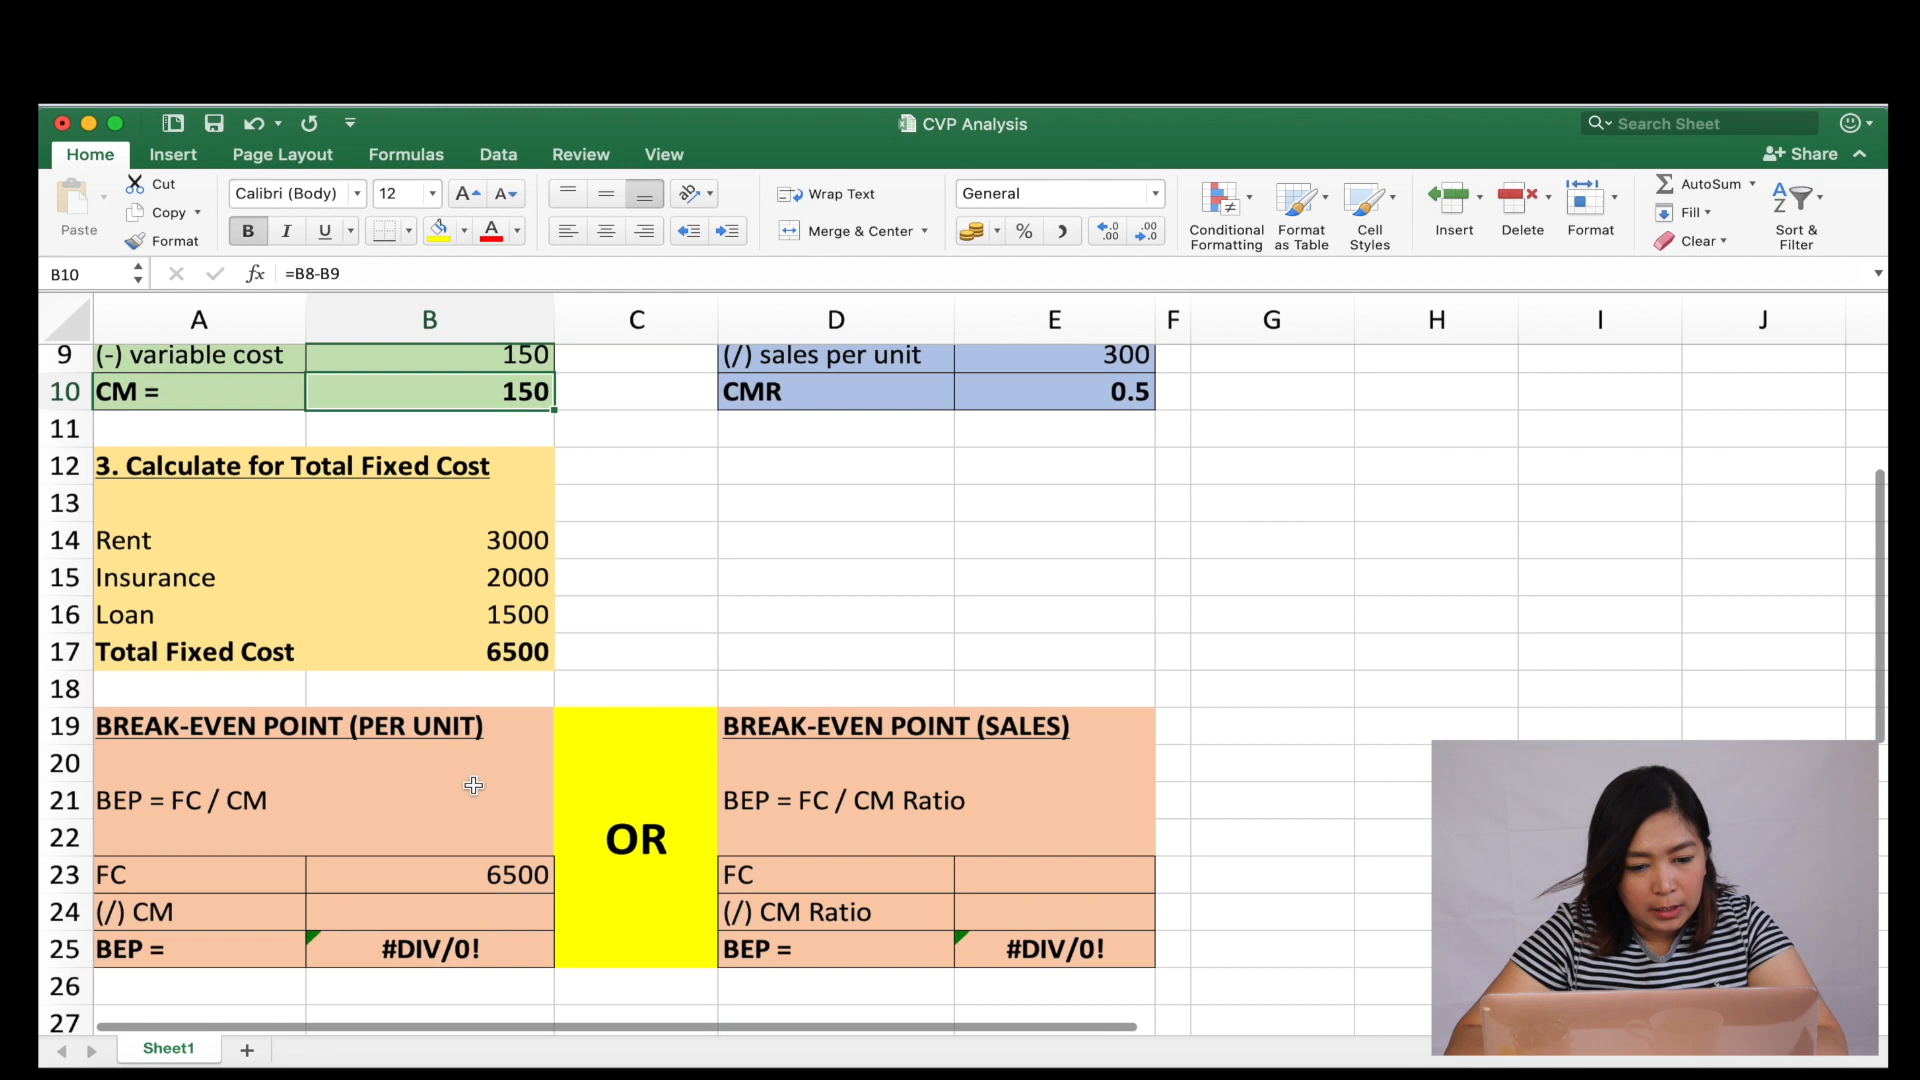 CVP Analysis
Search Sheet
Home Insert Page Layout Formulas Data Review View
Share
Paste
Cut
Copy
Format
Calibri (Body) 12
B I U
Wrap Text
Merge & Center
General
Conditional Formatting
Format as Table
Cell Styles
Insert
Delete
Format
AutoSum
Fill
Clear
Sort & Filter
B10 fx =B8-B9
A B C D E F G H I J
9 (-) variable cost 150 (/) sales per unit 300
10 CM = 150 CMR 0.5
11
12 3. Calculate for Total Fixed Cost
13
14 Rent 3000
15 Insurance 2000
16 Loan 1500
17 Total Fixed Cost 6500
18
19 BREAK-EVEN POINT (PER UNIT) BREAK-EVEN POINT (SALES)
20
21 BEP = FC / CM BEP = FC / CM Ratio
22 OR
23 FC 6500 FC
24 (/) CM (/) CM Ratio
25 BEP = #DIV/0! BEP = #DIV/0!
26
27
Sheet1